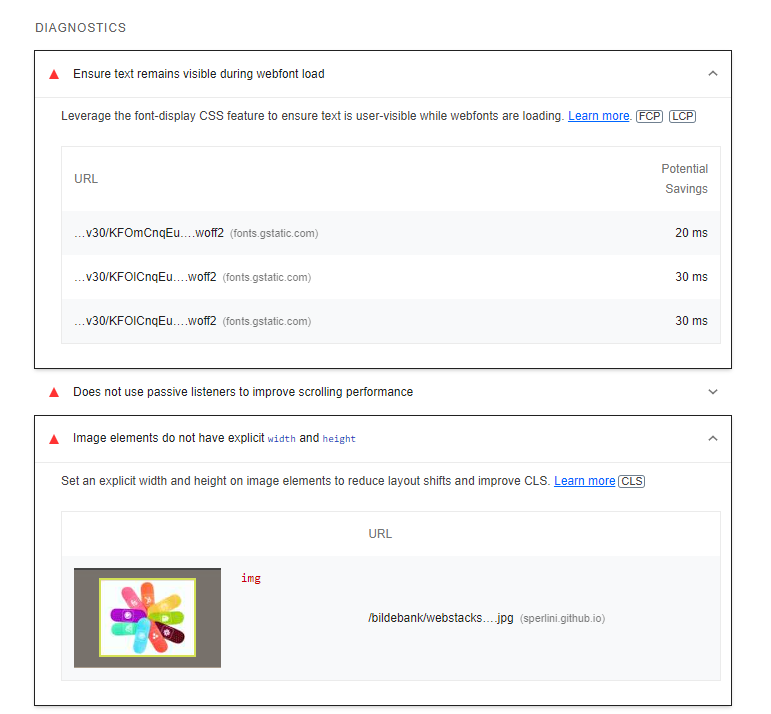 DIAGNOSTICS
Ensure text remains visible during webfont load
Leverage the font-display CSS feature to ensure text is user-visible while webfonts are loading. Learn more. FCP LCP
URL
Potential
Savings
…v30/KFOmCnqEu….woff2 (fonts.gstatic.com)
20 ms
…v30/KFOlCnqEu….woff2 (fonts.gstatic.com)
30 ms
…v30/KFOlCnqEu….woff2 (fonts.gstatic.com)
30 ms
Does not use passive listeners to improve scrolling performance
Image elements do not have explicit width and height
Set an explicit width and height on image elements to reduce layout shifts and improve CLS. Learn more CLS
URL
img
/bildebank/webstacks….jpg (sperlini.github.io)